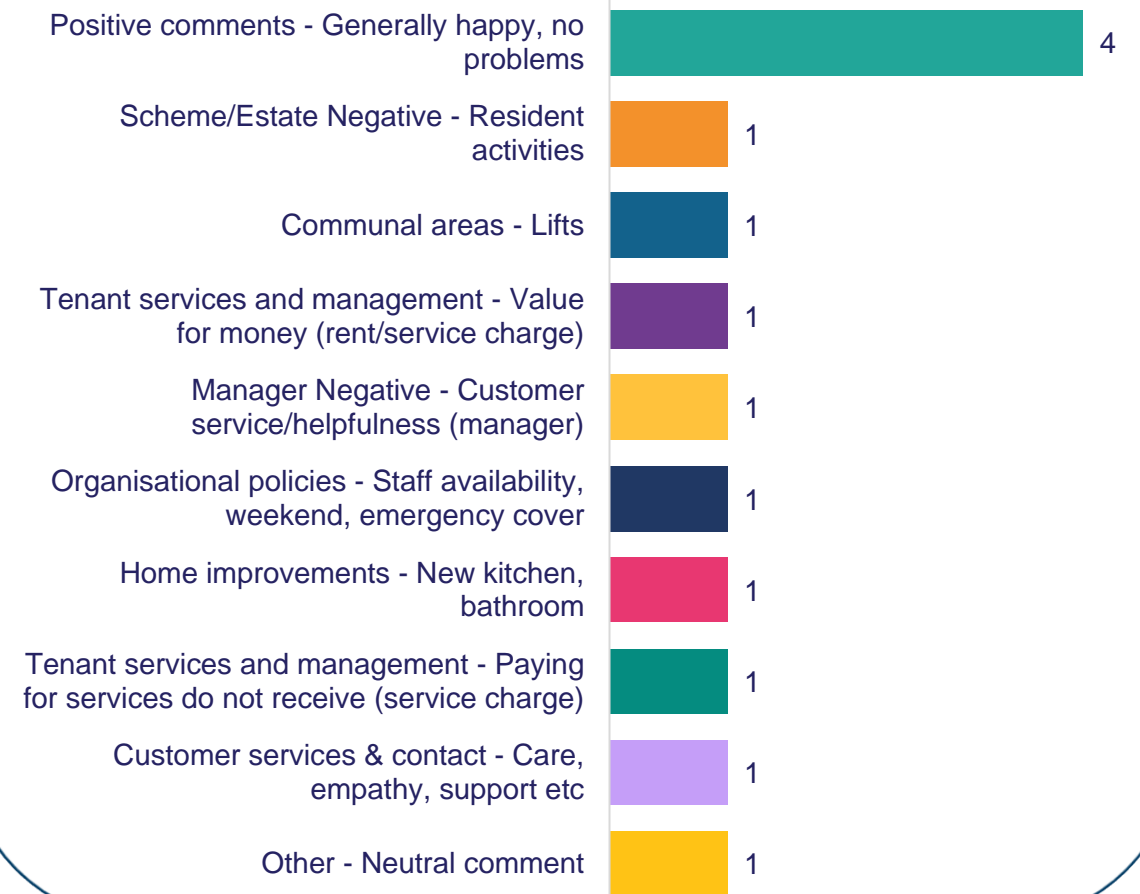 Positive comments - Generally happy, no
problems
4
Scheme/Estate Negative - Resident
activities
1
Communal areas - Lifts
1
Tenant services and management - Value
for money (rent/service charge)
1
Manager Negative - Customer
service/helpfulness (manager)
1
Organisational policies - Staff availability,
weekend, emergency cover
1
Home improvements - New kitchen,
bathroom
1
Tenant services and management - Paying
for services do not receive (service charge)
1
Customer services & contact - Care,
empathy, support etc
1
Other - Neutral comment
1